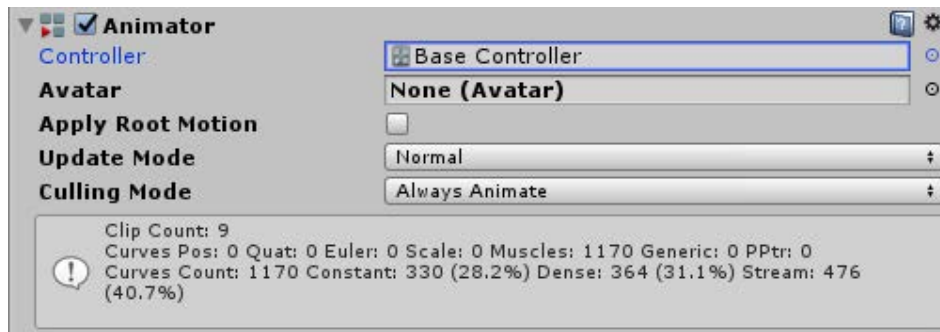 Animator
Controller Base Controller
Avatar None (Avatar)
Apply Root Motion
Update Mode Normal
Culling Mode Always Animate
Clip Count: 9
Curves Pos: 0 Quat: 0 Euler: 0 Scale: 0 Muscles: 1170 Generic: 0 PPtr: 0
Curves Count: 1170 Constant: 330 (28.2%) Dense: 364 (31.1%) Stream: 476
(40.7%)